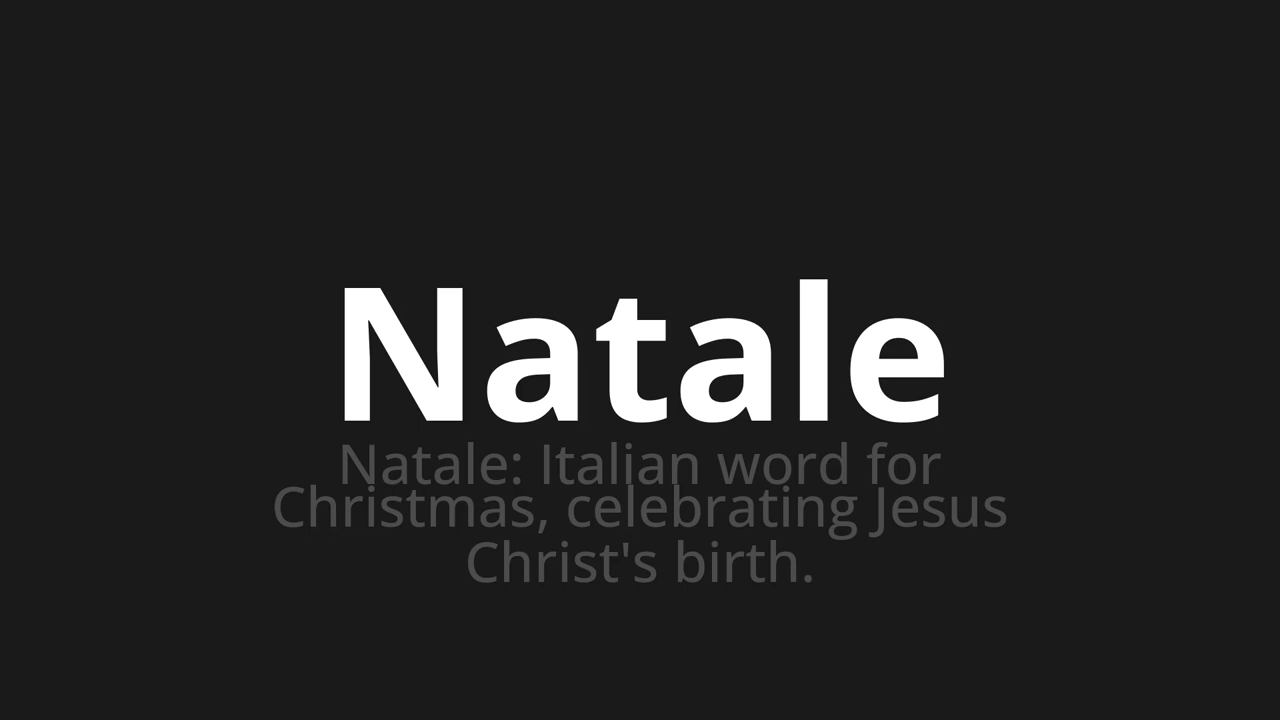 Natale
Natale: Italian word for
Christmas, celebrating Jesus
Christ's birth.